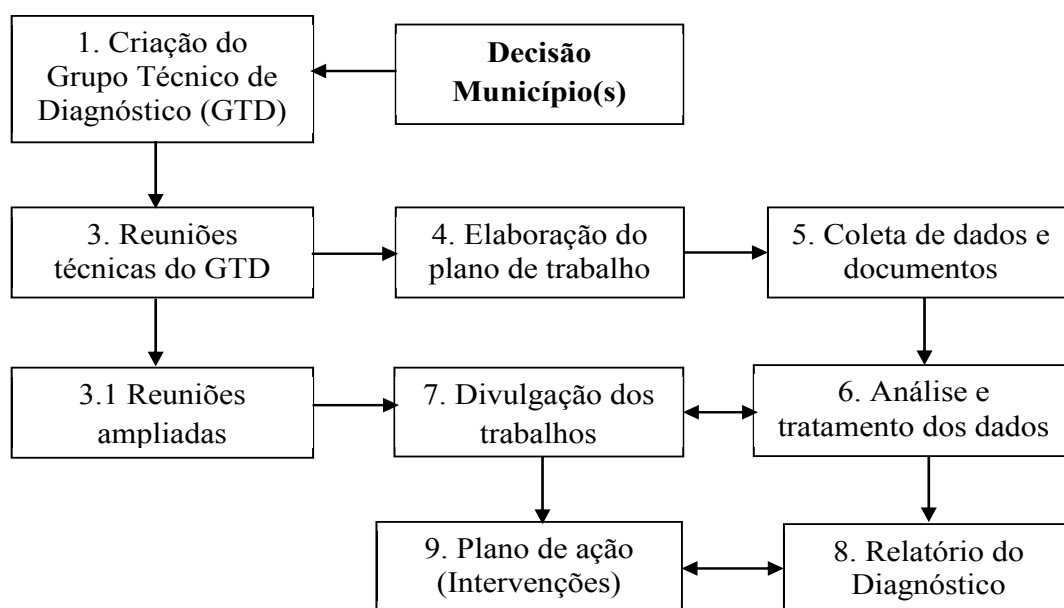 1. Criação do
Grupo Técnico de
Diagnóstico (GTD)
Decisão
Município(s)
3. Reuniões
técnicas do GTD
4. Elaboração do
plano de trabalho
5. Coleta de dados e
documentos
3.1 Reuniões
ampliadas
7. Divulgação dos
trabalhos
6. Análise e
tratamento dos dados
9. Plano de ação
(Intervenções)
8. Relatório do
Diagnóstico